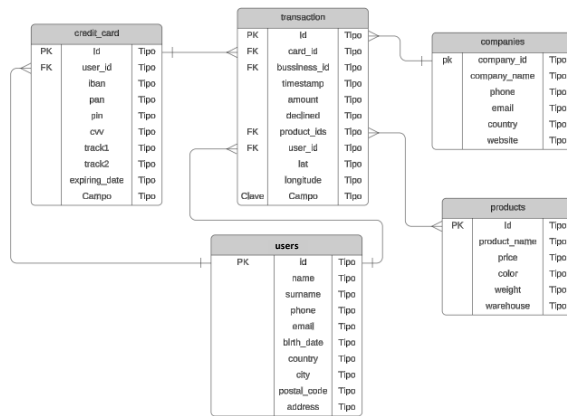 credit_card
PK Id Tipo
FK user_id Tipo
iban Tipo
pan Tipo
pin Tipo
cvv Tipo
track1 Tipo
track2 Tipo
expiring_date Tipo
Campo Tipo
transaction
PK Id Tipo
FK card_id Tipo
FK bussiness_id Tipo
timestamp Tipo
amount Tipo
declined Tipo
FK product_ids Tipo
FK user_id Tipo
lat Tipo
longitude Tipo
Clave Campo Tipo
companies
pk company_id Tipo
company_name Tipo
phone Tipo
email Tipo
country Tipo
website Tipo
products
PK Id Tipo
product_name Tipo
price Tipo
color Tipo
weight Tipo
warehouse Tipo
users
PK Id Tipo
name Tipo
surname Tipo
phone Tipo
email Tipo
birth_date Tipo
country Tipo
city Tipo
postal_code Tipo
address Tipo